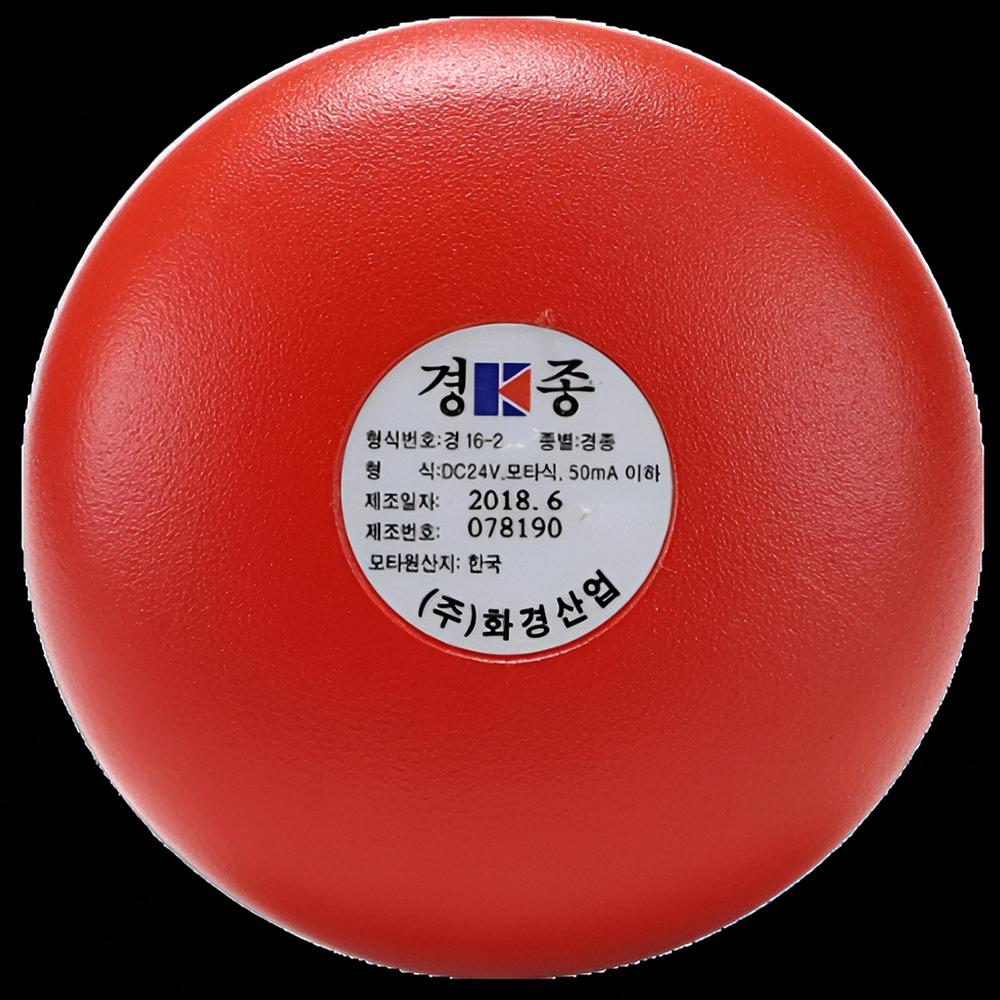 경 K 종
형식번호:경 16-2 종별:경종
형 식:DC24V.모타식, 50mA 이하
제조일자: 2018. 6
제조번호: 078190
모타원산지: 한국
(주)화경산업